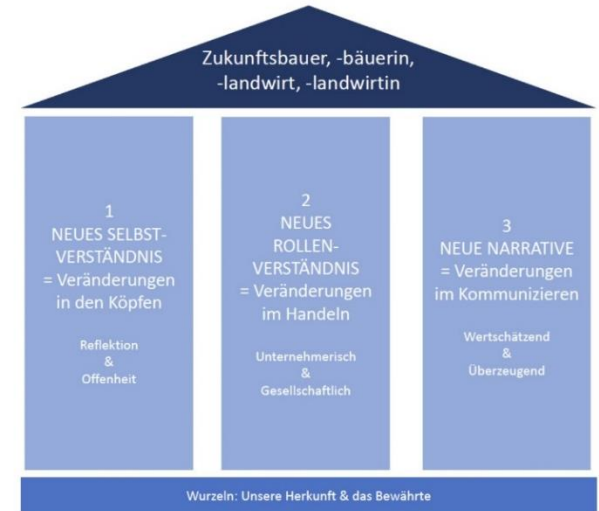 Zukunftsbauer, -bäuerin,
-landwirt, -landwirtin
1
NEUES SELBST-
VERSTÄNDNIS
= Veränderungen
in den Köpfen
Reflektion
&
Offenheit
2
NEUES
ROLLEN-
VERSTÄNDNIS
= Veränderungen
im Handeln
Unternehmerisch
&
Gesellschaftlich
3
NEUE NARRATIVE
= Veränderungen
im Kommunizieren
Wertschätzend
&
Überzeugend
Wurzeln: Unsere Herkunft & das Bewährte